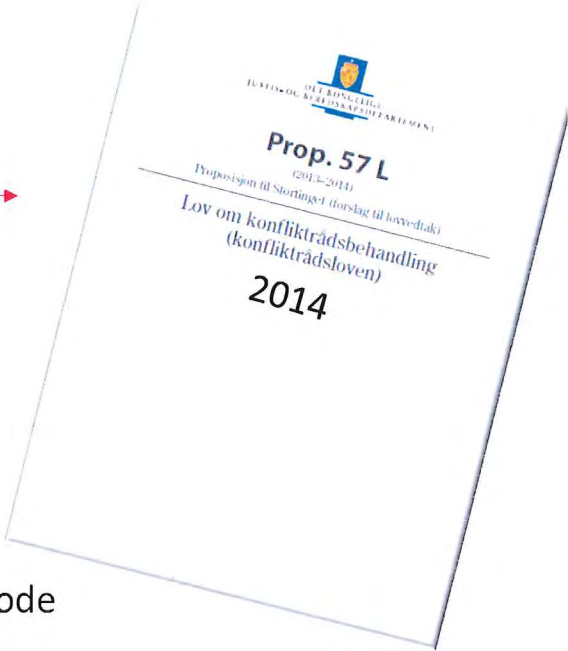 DET KONGELIGE
JUSTIS- OG BEREDSKAPSDEPARTEMENT
Prop. 57 L
(2013–2014)
Proposisjon til Stortinget (forslag til lovvedtak)
Lov om konfliktrådsbehandling
(konfliktrådsloven)
2014
ode